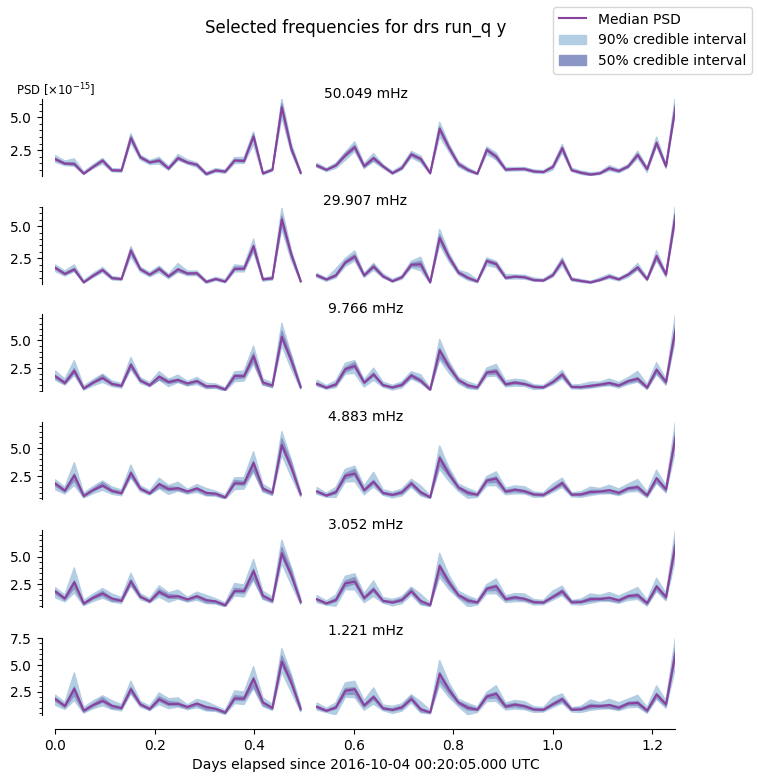 Selected frequencies for drs run_q y
Median PSD
90% credible interval
50% credible interval
PSD [×10⁻¹⁵]
50.049 mHz
5.0
2.5
29.907 mHz
5.0
2.5
9.766 mHz
5.0
2.5
4.883 mHz
5.0
2.5
3.052 mHz
5.0
2.5
1.221 mHz
7.5
5.0
2.5
0.0 0.2 0.4 0.6 0.8 1.0 1.2
Days elapsed since 2016-10-04 00:20:05.000 UTC